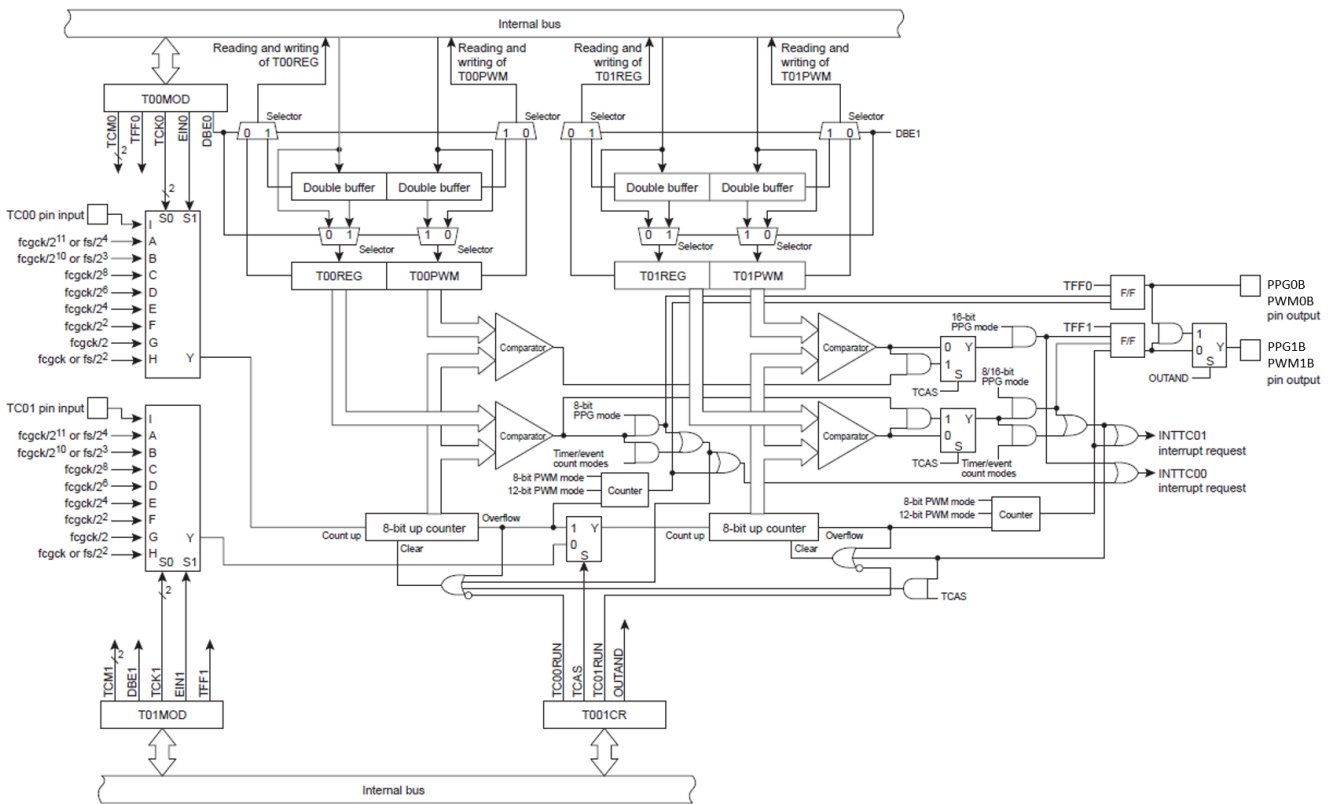 Internal bus
Reading and writing
of T00REG
Reading and
writing of
T00PWM
Reading and
writing of
T01REG
Reading and
writing of
T01PWM
T00MOD
TCM0
TFF0
TCK0
EIN0
DBE0
2
2
Selector
0 1
1 0
Selector
Selector
0 1
1 0
Selector
DBE1
Double buffer
Double buffer
Double buffer
Double buffer
0 1
Selector
1 0
Selector
0 1
Selector
1 0
Selector
T00REG
T00PWM
T01REG
T01PWM
TC00 pin input
S0 S1
I
fcgck/2¹¹ or fs/2⁴
A
fcgck/2¹⁰ or fs/2³
B
fcgck/2⁸
C
fcgck/2⁶
D
fcgck/2⁴
E
fcgck/2²
F
fcgck/2
G
fcgck or fs/2²
H
Y
TFF0
F/F
PPG0B
PWM0B
pin output
16-bit
PPG mode
TFF1
F/F
1
0
Y
S
OUTAND
PPG1B
PWM1B
pin output
Comparator
Comparator
0
1
Y
S
TCAS
8/16-bit
PPG mode
TC01 pin input
I
fcgck/2¹¹ or fs/2⁴
A
fcgck/2¹⁰ or fs/2³
B
fcgck/2⁸
C
fcgck/2⁶
D
fcgck/2⁴
E
fcgck/2²
F
fcgck/2
G
fcgck or fs/2²
H
Y
S0 S1
2
Comparator
8-bit
PPG mode
Timer/event
count modes
Comparator
1
0
Y
S
TCAS
Timer/event
count modes
INTTC01
interrupt request
INTTC00
interrupt request
8-bit PWM mode
12-bit PWM mode
Counter
8-bit PWM mode
12-bit PWM mode
Counter
Count up
8-bit up counter
Overflow
Clear
1
0
Y
S
Count up
8-bit up counter
Overflow
Clear
TCAS
TCM1
2
DBE1
TCK1
EIN1
TFF1
T01MOD
TC00RUN
TCAS
TC01RUN
OUTAND
T001CR
Internal bus